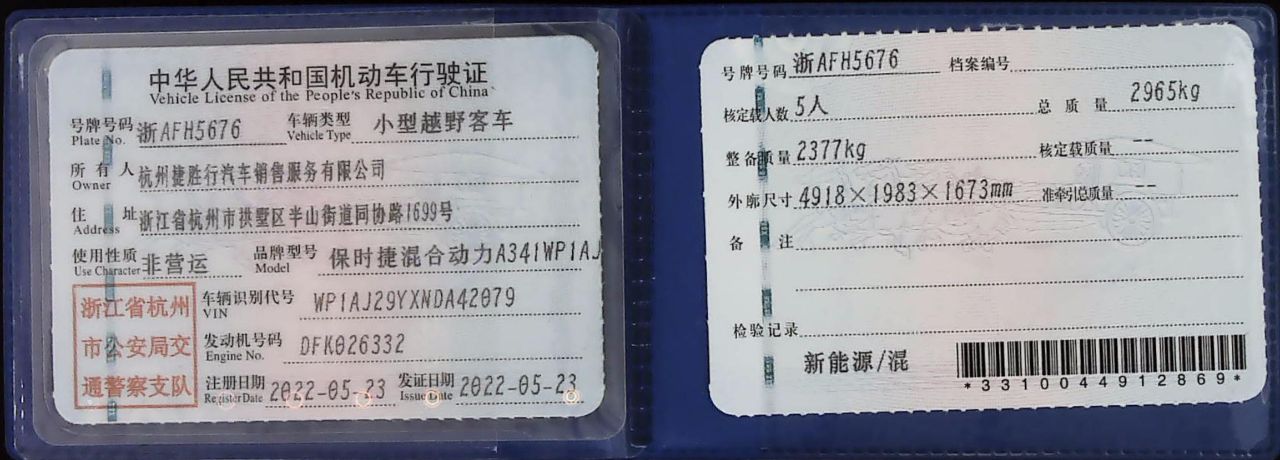 中华人民共和国机动车行驶证
Vehicle License of the People's Republic of China
号牌号码 浙AFH5676 车辆类型 小型越野客车
Plate No. Vehicle Type
所有人 杭州捷胜行汽车销售服务有限公司
Owner
住址 浙江省杭州市拱墅区半山街道同协路1699号
Address
使用性质 非营运 品牌型号 保时捷混合动力A341WP1AJ
Use Character Model
浙江省杭州
市公安局交
通警察支队
车辆识别代号 WP1AJ29YXNDA42079
VIN
发动机号码 DFK026332
Engine No.
注册日期 2022-05-23 发证日期 2022-05-23
Register Date Issue Date
号牌号码 浙AFH5676 档案编号
核定载人数 5人 总质量 2965kg
整备质量 2377kg 核定载质量 --
外廓尺寸 4918×1983×1673mm 准牵引总质量 --
备注
检验记录
新能源/混
*3310044912869*